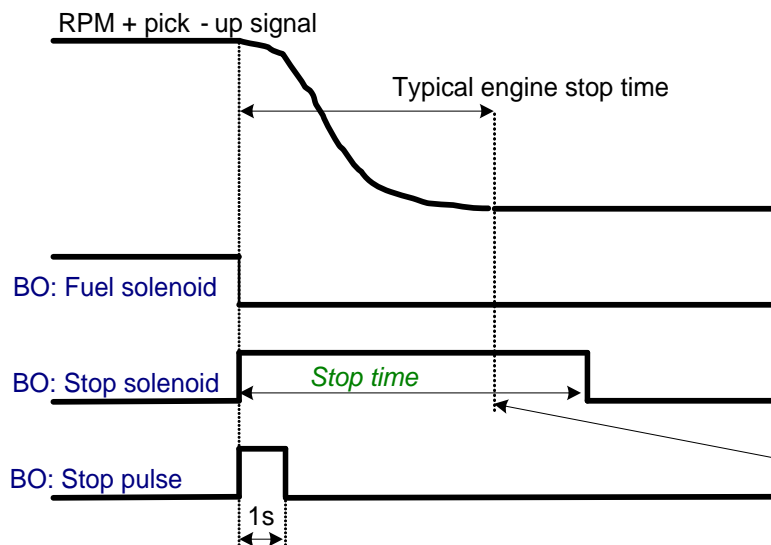 RPM + pick - up signal
Typical engine stop time
BO: Fuel solenoid
BO: Stop solenoid
Stop time
BO: Stop pulse
1s